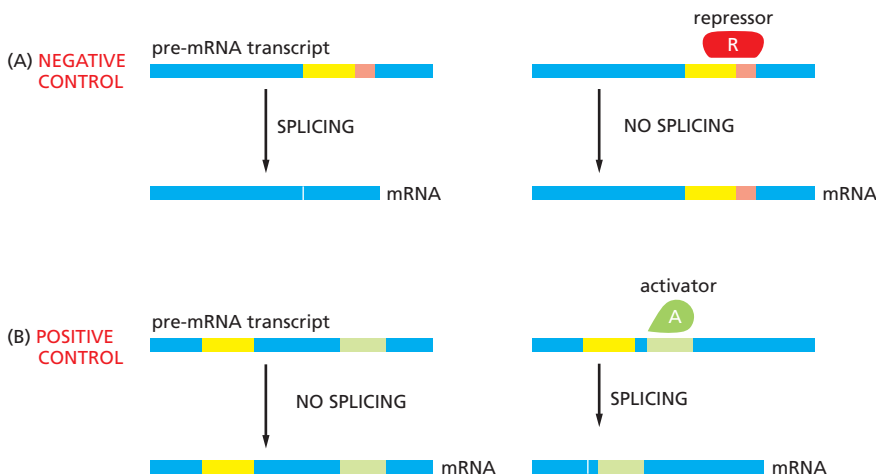 (A) NEGATIVE
CONTROL
pre-mRNA transcript
SPLICING
mRNA
repressor
R
NO SPLICING
mRNA
(B) POSITIVE
CONTROL
pre-mRNA transcript
NO SPLICING
mRNA
activator
A
SPLICING
mRNA